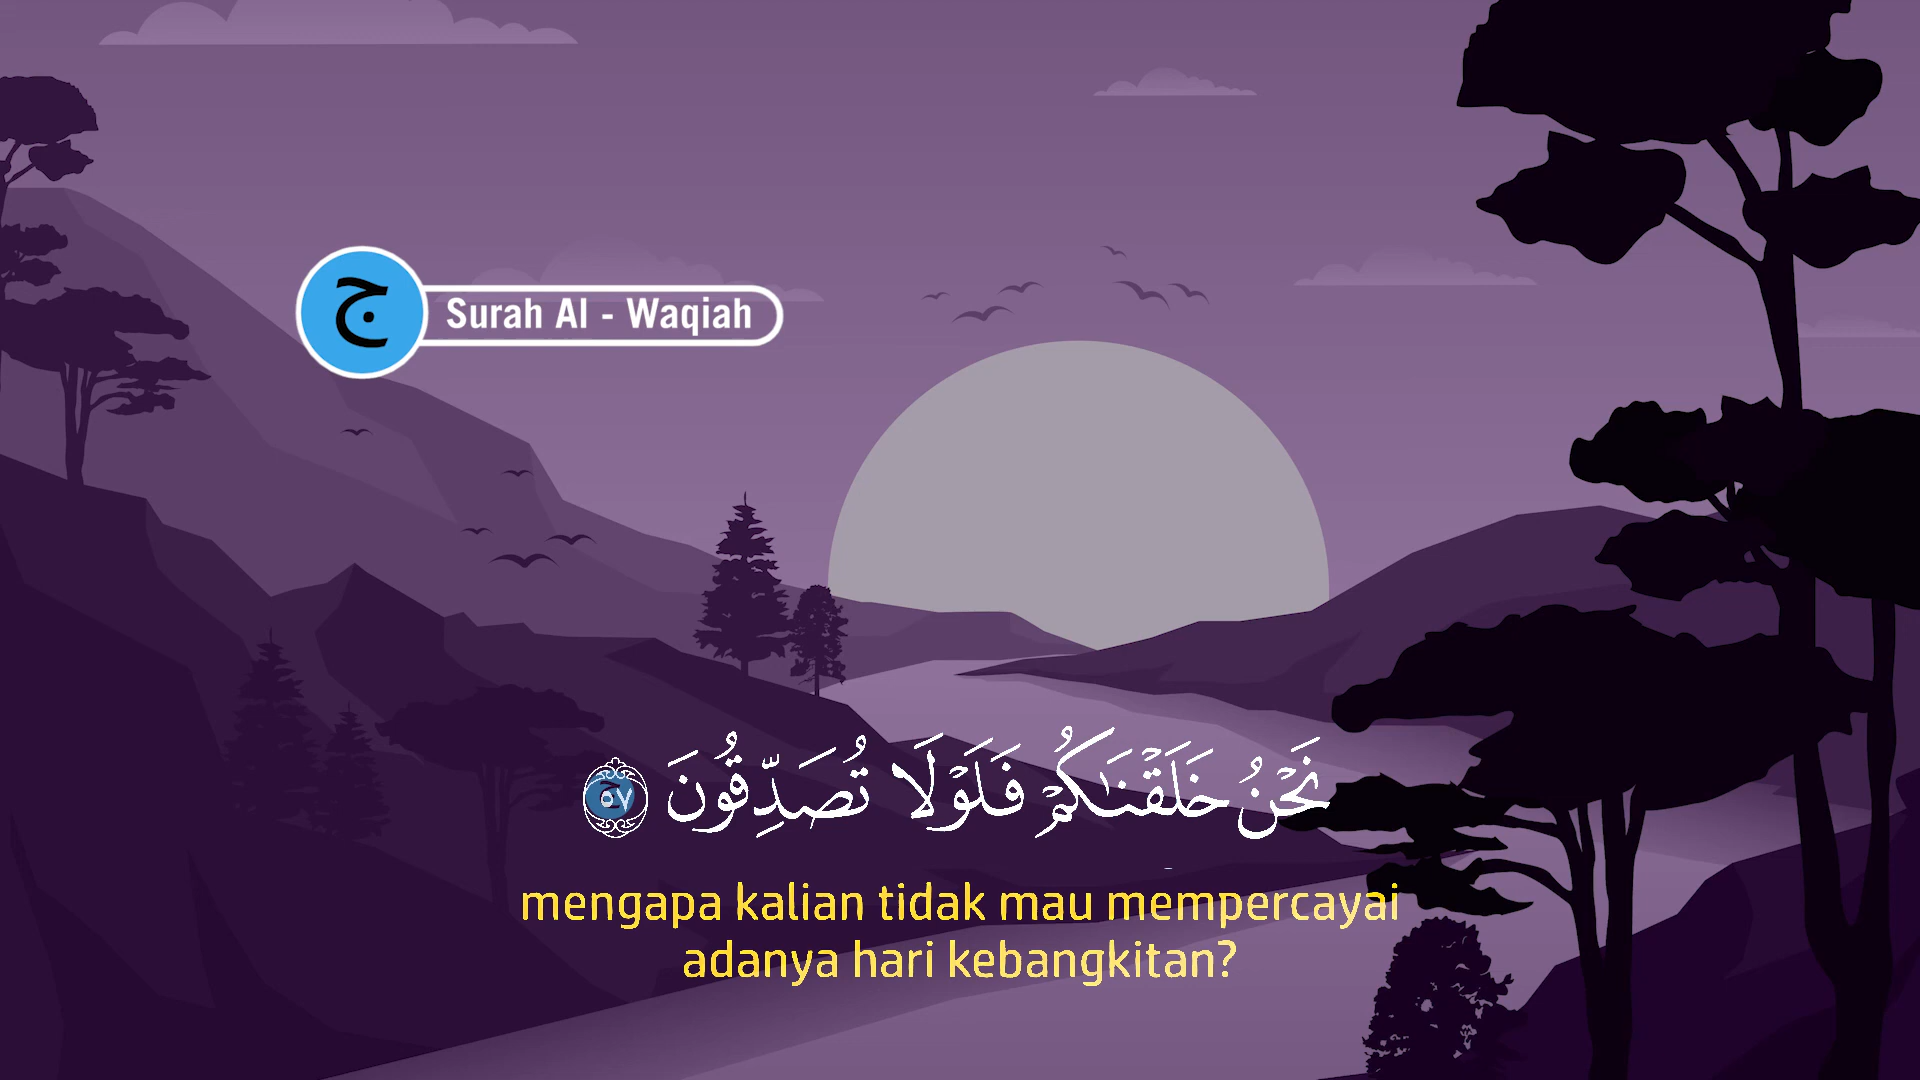 ج
Surah Al - Waqiah
نَحْنُ خَلَقْنَٰكُمْ فَلَوْلَا تُصَدِّقُونَ ٥٧
mengapa kalian tidak mau mempercayai
adanya hari kebangkitan?